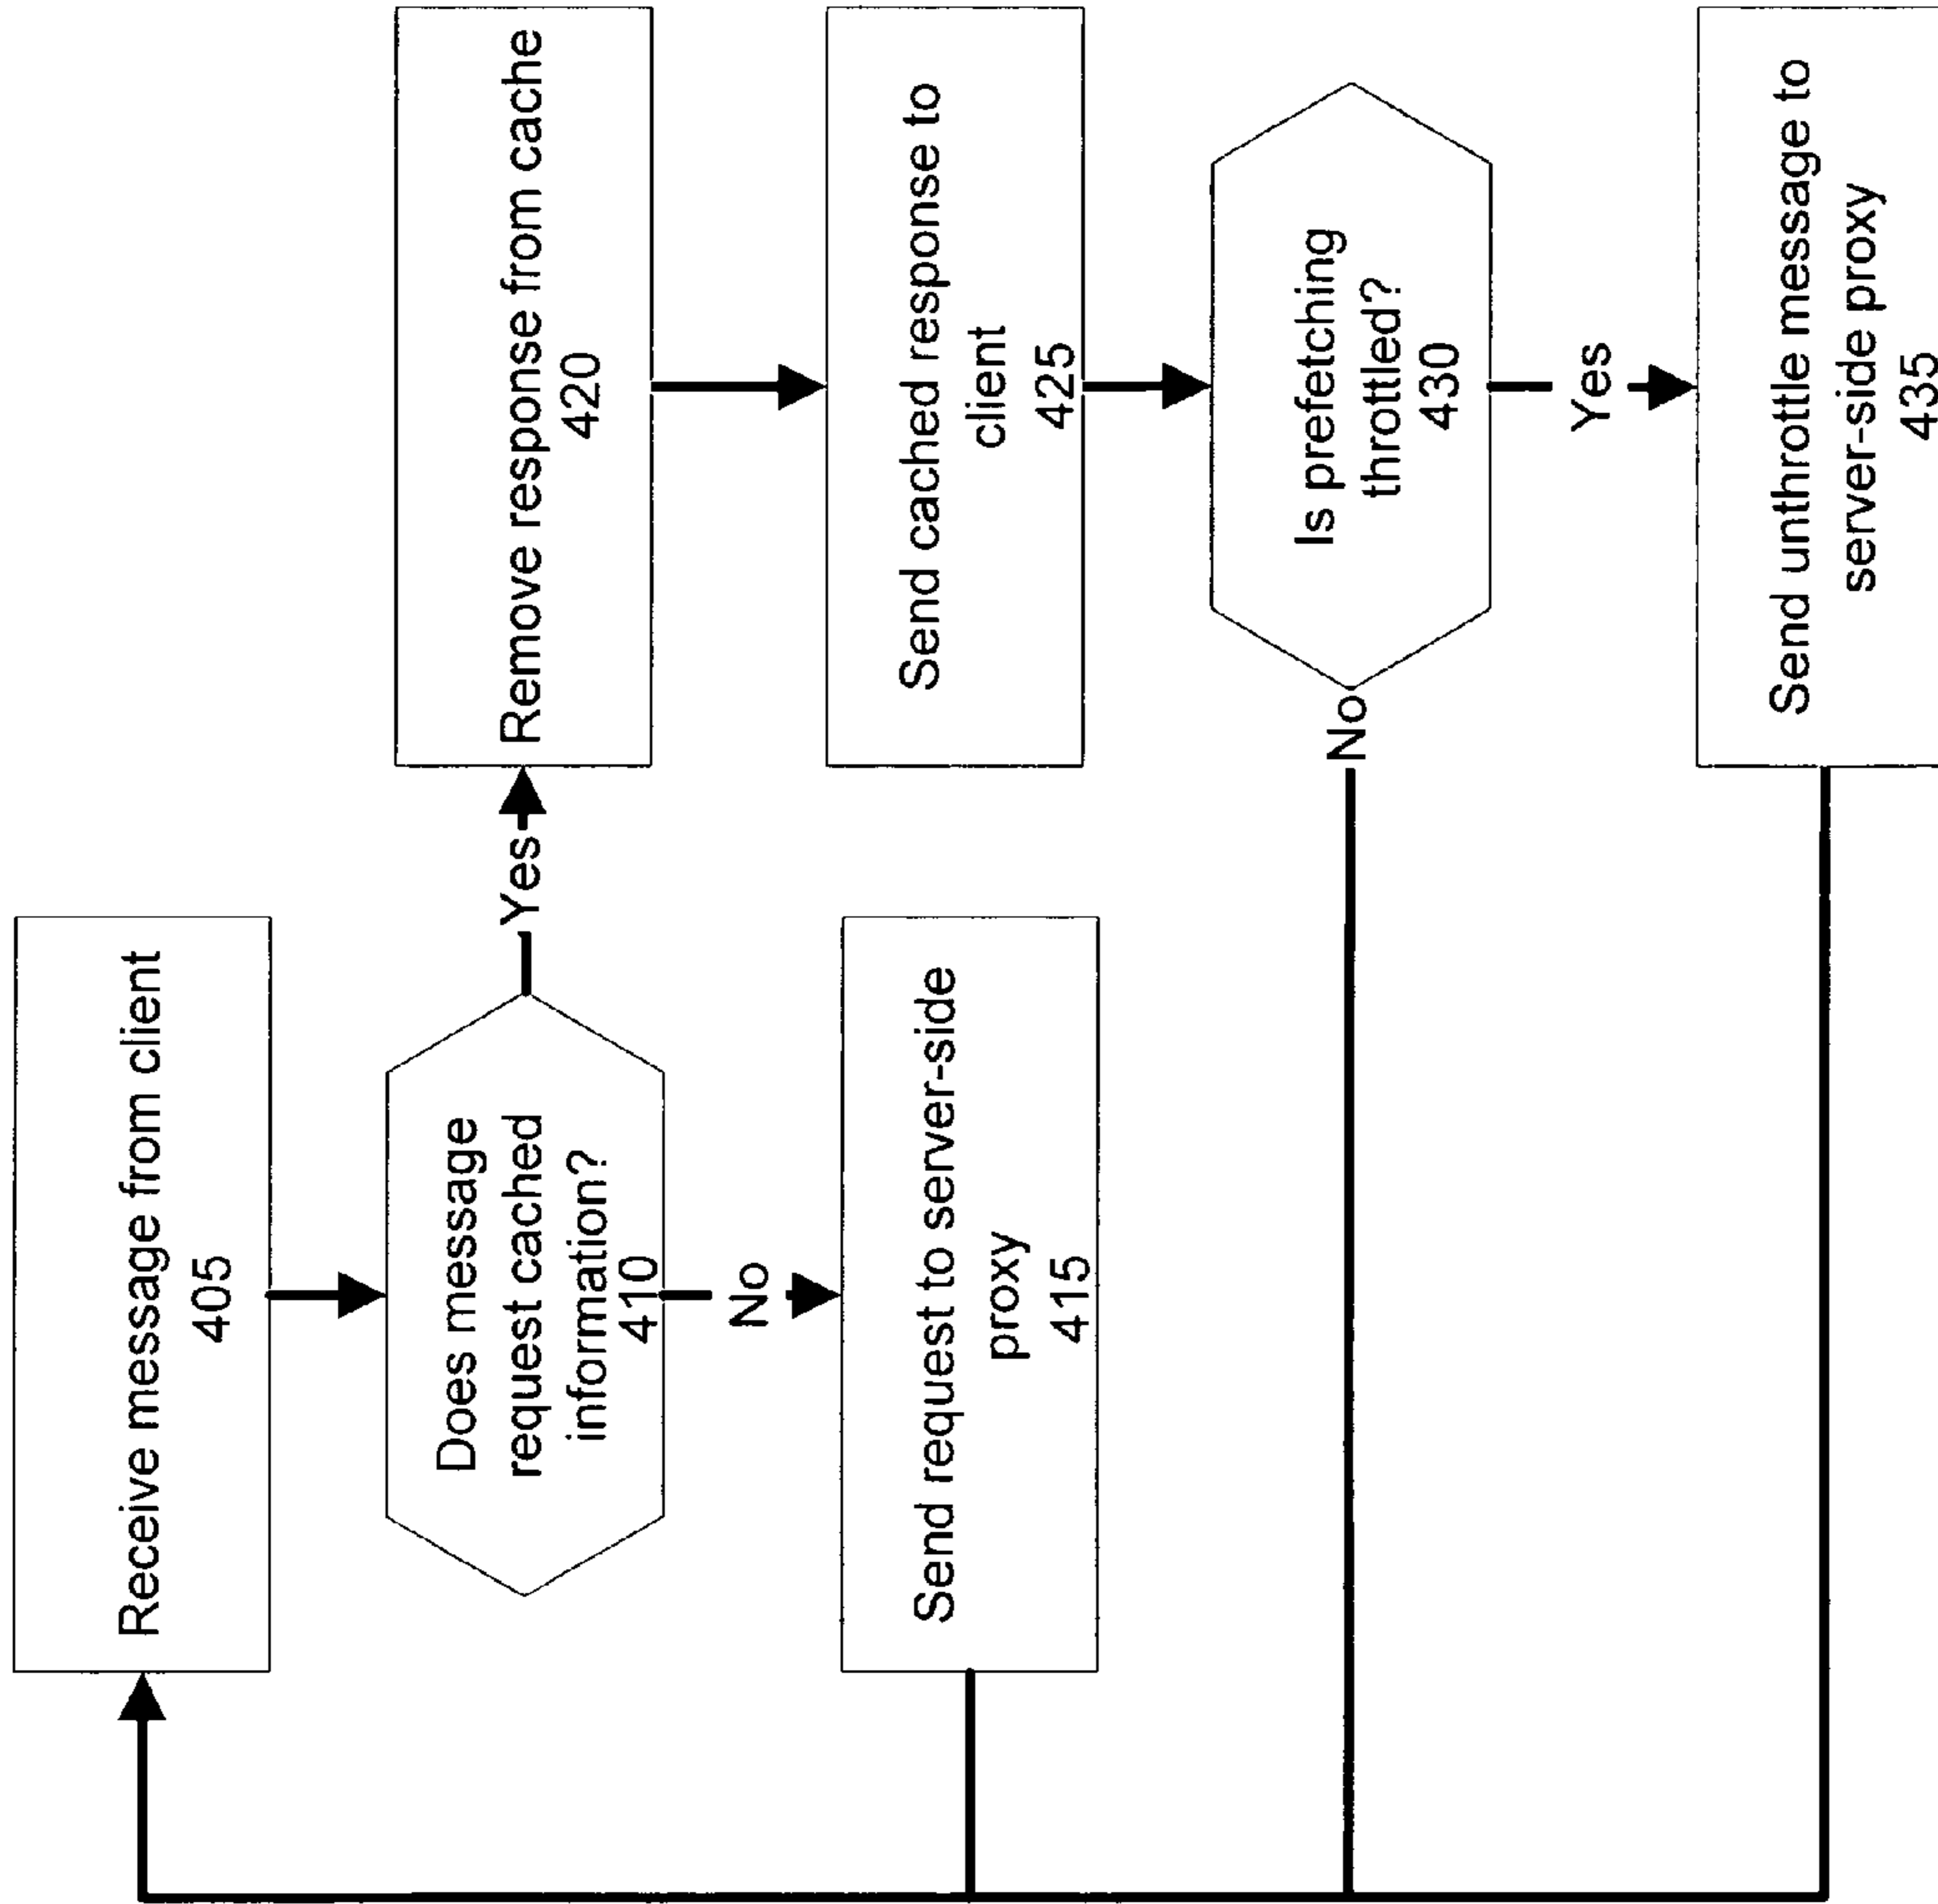 Receive message from client
405
Does message
request cached
information?
410
Yes
No
Send request to server-side
proxy
415
Remove response from cache
420
Send cached response to
client
425
Is prefetching
throttled?
430
No
Yes
Send unthrottle message to
server-side proxy
435